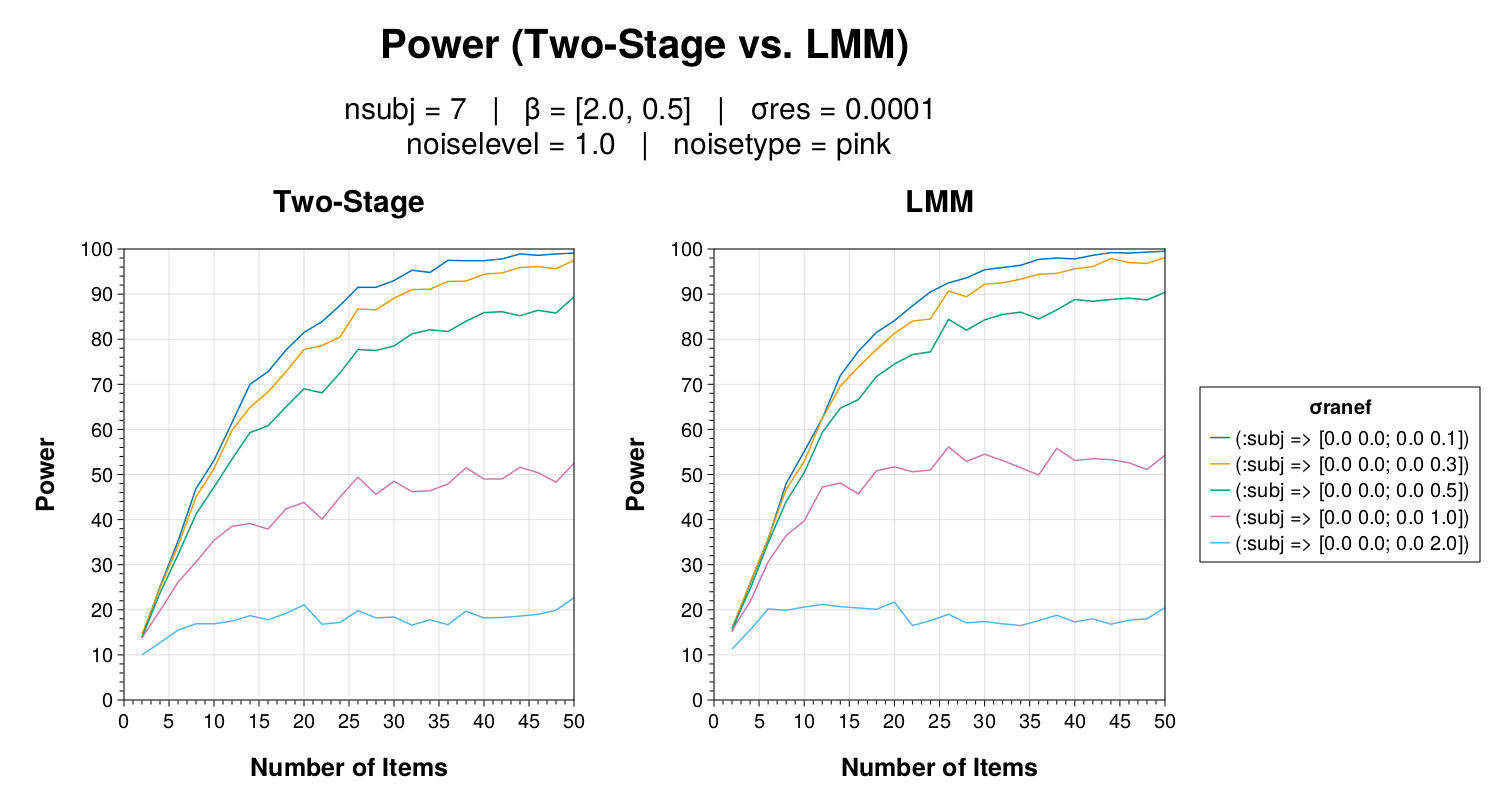 Power (Two-Stage vs. LMM)
nsubj = 7 | β = [2.0, 0.5] | σres = 0.0001
noiselevel = 1.0 | noisetype = pink
Two-Stage
Power
100
90
80
70
60
50
40
30
20
10
0
0 5 10 15 20 25 30 35 40 45 50
Number of Items
LMM
Power
100
90
80
70
60
50
40
30
20
10
0
0 5 10 15 20 25 30 35 40 45 50
Number of Items
σranef
(:subj => [0.0 0.0; 0.0 0.1])
(:subj => [0.0 0.0; 0.0 0.3])
(:subj => [0.0 0.0; 0.0 0.5])
(:subj => [0.0 0.0; 0.0 1.0])
(:subj => [0.0 0.0; 0.0 2.0])